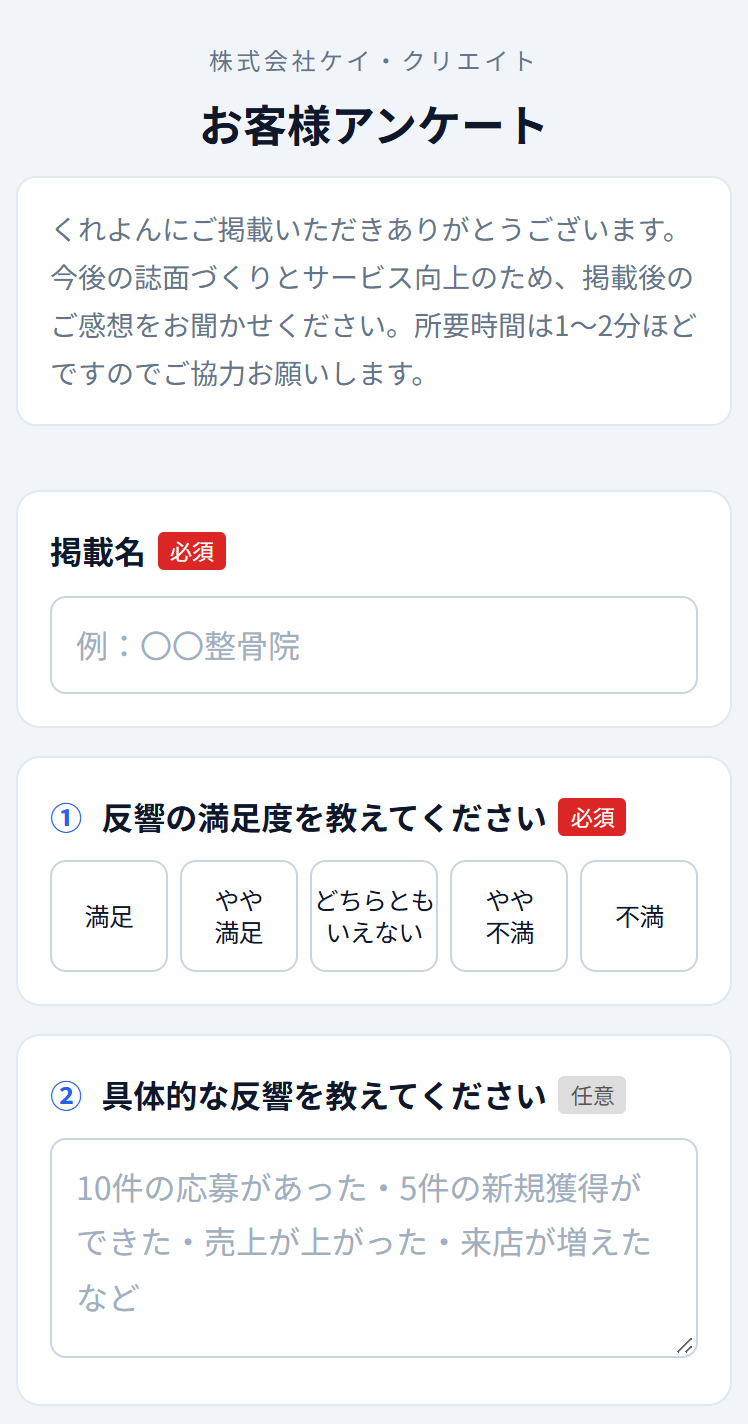 株式会社ケイ・クリエイト
お客様アンケート
くれよんにご掲載いただきありがとうございます。
今後の誌面づくりとサービス向上のため、掲載後の
ご感想をお聞かせください。所要時間は1〜2分ほど
ですのでご協力お願いします。
掲載名 必須
例：〇〇整骨院
① 反響の満足度を教えてください 必須
満足
やや
満足
どちらとも
いえない
やや
不満
不満
② 具体的な反響を教えてください 任意
10件の応募があった・5件の新規獲得が
できた・売上が上がった・来店が増えた
など